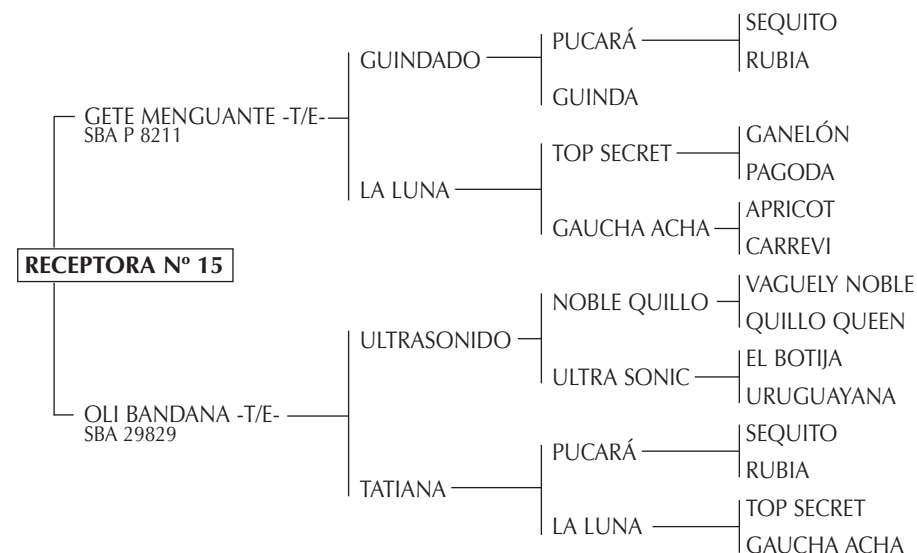 SEQUITO
PUCARÁ
RUBIA
GUINDADO
GUINDA
GETE MENGUANTE -T/E-
SBA P 8211
GANELÓN
TOP SECRET
PAGODA
LA LUNA
APRICOT
GAUCHA ACHA
CARREVI
RECEPTORA Nº 15
VAGUELY NOBLE
NOBLE QUILLO
QUILLO QUEEN
ULTRASONIDO
EL BOTIJA
ULTRA SONIC
URUGUAYANA
OLI BANDANA -T/E-
SBA 29829
SEQUITO
PUCARÁ
RUBIA
TATIANA
TOP SECRET
LA LUNA
GAUCHA ACHA